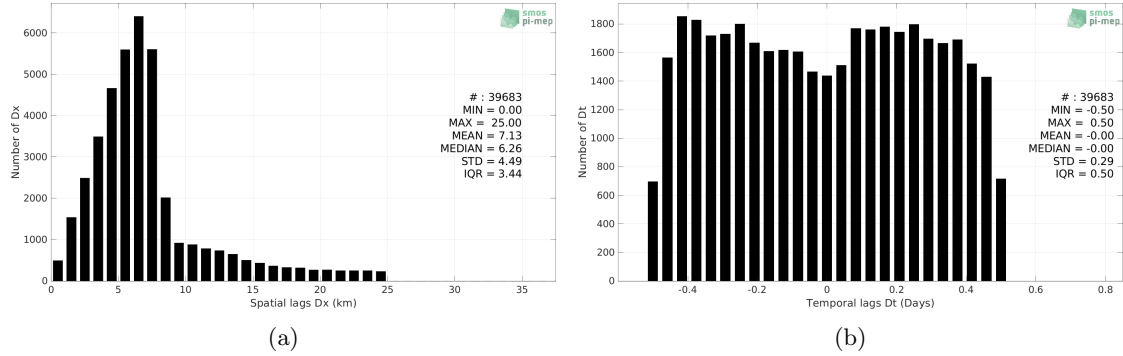 smos
pi-mep
6000
5000
4000
3000
2000
1000
0
Number of Dx
# : 39683
MIN = 0.00
MAX = 25.00
MEAN = 7.13
MEDIAN = 6.26
STD = 4.49
IQR = 3.44
0 5 10 15 20 25 30 35
Spatial lags Dx (km)
(a)
smos
pi-mep
1800
1600
1400
1200
1000
800
600
400
200
0
Number of Dt
# : 39683
MIN = -0.50
MAX = 0.50
MEAN = -0.00
MEDIAN = -0.00
STD = 0.29
IQR = 0.50
-0.4 -0.2 0 0.2 0.4 0.6 0.8
Temporal lags Dt (Days)
(b)